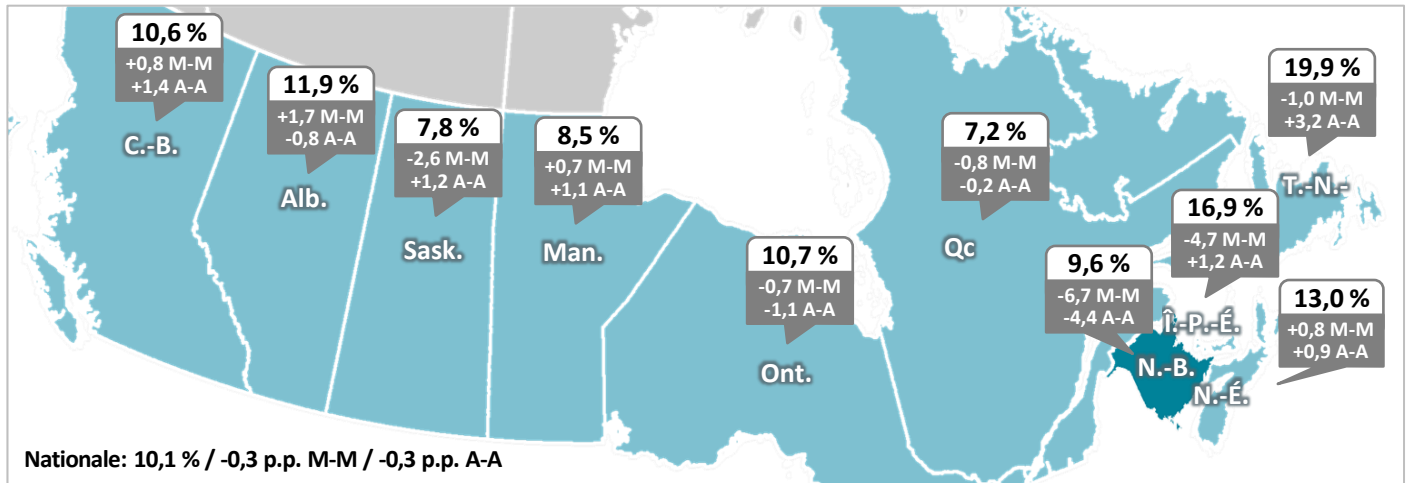 10,6 %
+0,8 M-M
+1,4 A-A
C.-B.
11,9 %
+1,7 M-M
-0,8 A-A
Alb.
7,8 %
-2,6 M-M
+1,2 A-A
Sask.
8,5 %
+0,7 M-M
+1,1 A-A
Man.
10,7 %
-0,7 M-M
-1,1 A-A
Ont.
7,2 %
-0,8 M-M
-0,2 A-A
Qc
19,9 %
-1,0 M-M
+3,2 A-A
T.-N.-
16,9 %
-4,7 M-M
+1,2 A-A
Î.-P.-É.
9,6 %
-6,7 M-M
-4,4 A-A
N.-B.
13,0 %
+0,8 M-M
+0,9 A-A
N.-É.
Nationale: 10,1 % / -0,3 p.p. M-M / -0,3 p.p. A-A